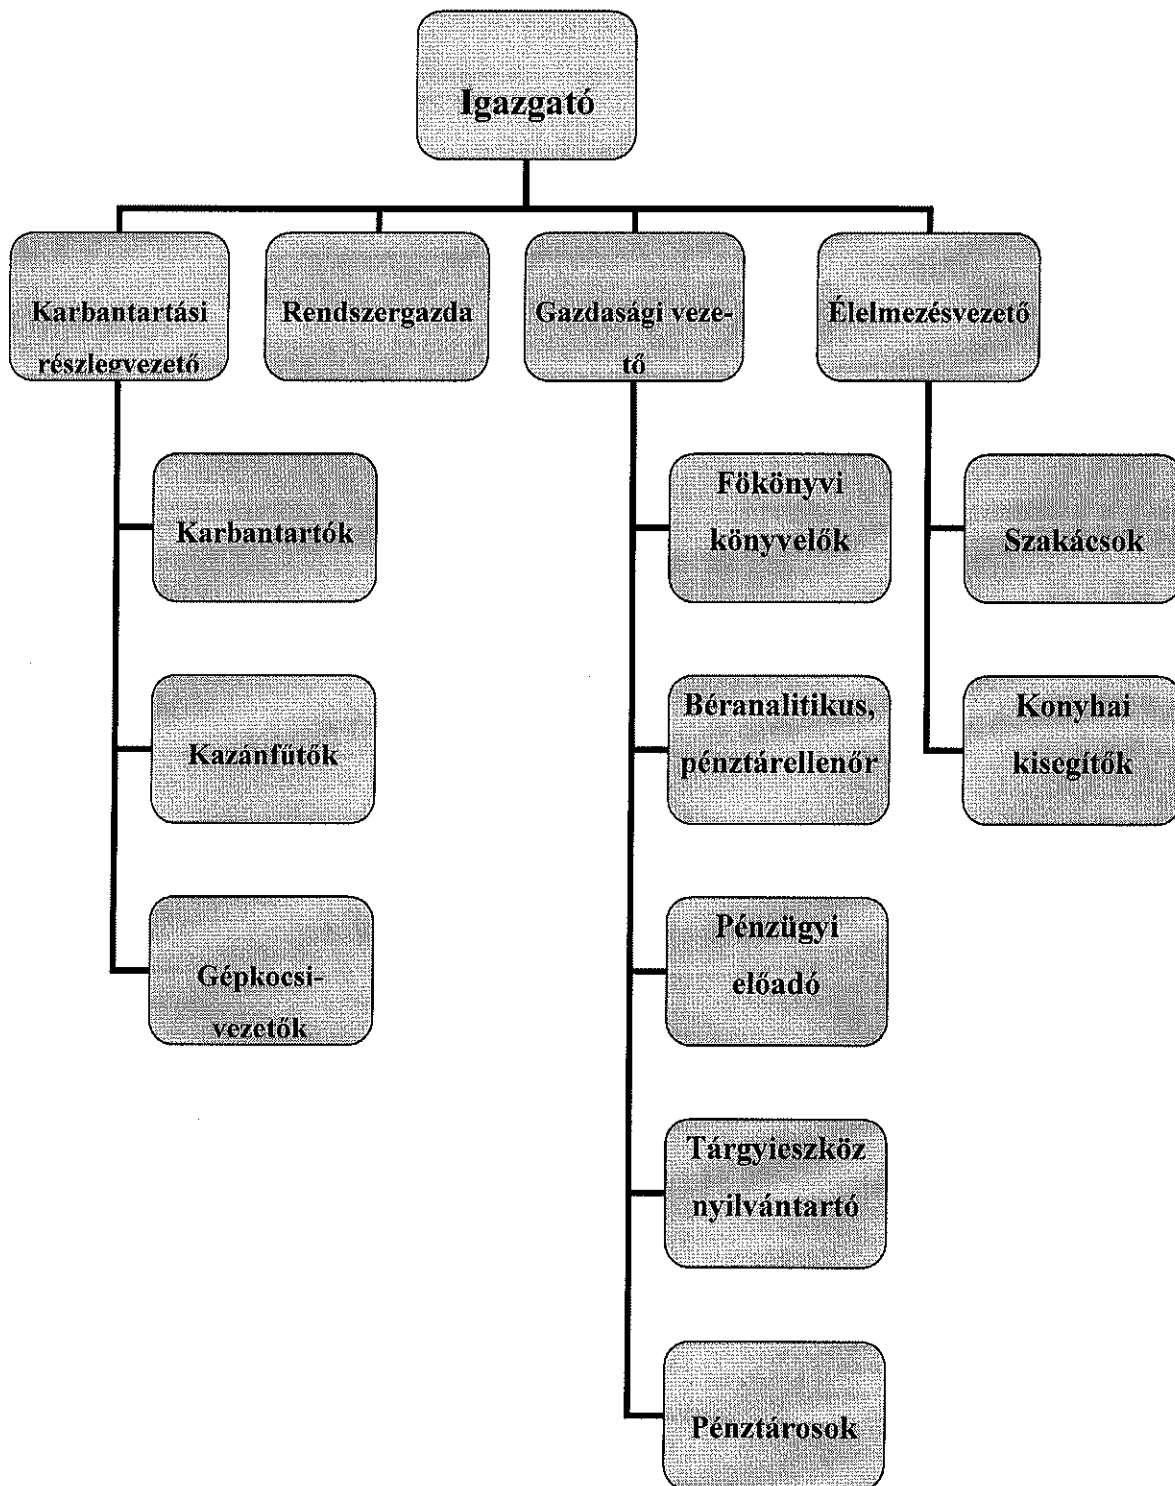 Igazgató
Karbantartási
részlegvezető
Rendszergazda
Gazdasági veze-
tő
Élelmezésvezető
Karbantartók
Kazánfűtők
Gépkocsi-
vezetők
Fökönyvi
könyvelők
Béranalitikus,
pénztárellenőr
Pénzügyi
előadó
Tárgyieszköz
nyilvántartó
Pénztárosok
Szakácsok
Konyhai
kisegítők